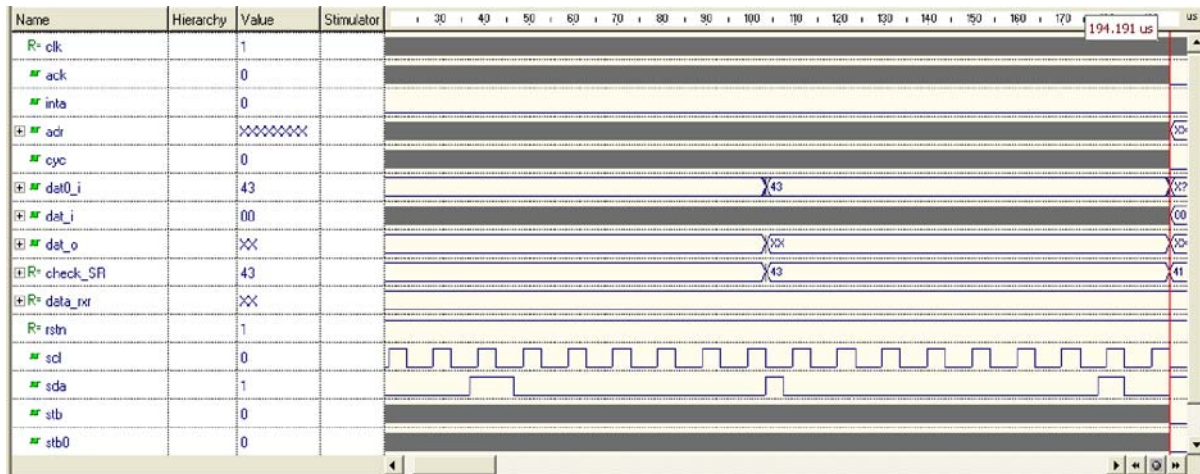 Name Hierarchy Value Stimulator 30 40 50 60 70 80 90 100 110 120 130 140 150 160 170 us
194.191 us
R= clk 1
ack 0
inta 0
adr XXXXXXXX
cyc 0
dat0_i 43 43 X?
dat_i 00 00
dat_o XX XX
R= check_SR 43 43 41
R= data_rxr XX
R= rstn 1
scl 0
sda 1
stb 0
stb0 0